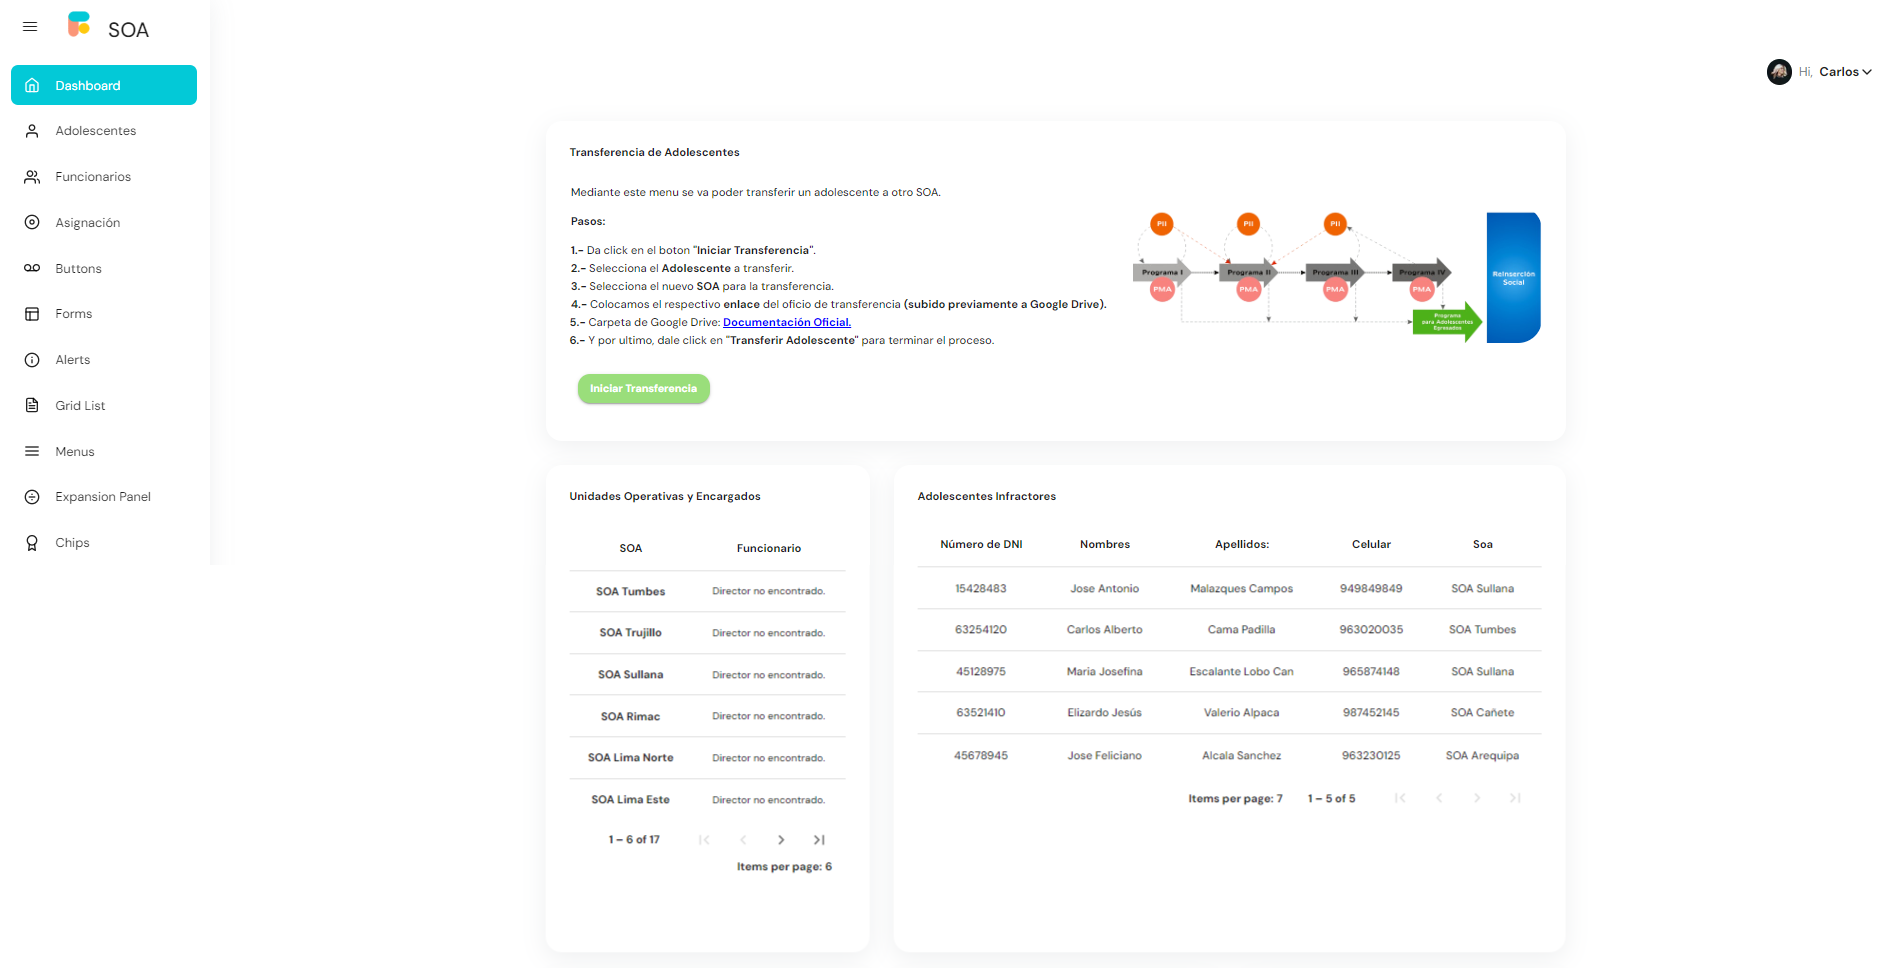 SOA
Dashboard
Adolescentes
Funcionarios
Asignación
Buttons
Forms
Alerts
Grid List
Menus
Expansion Panel
Chips
Hi, Carlos
Transferencia de Adolescentes
Mediante este menu se va poder transferir un adolescente a otro SOA.
Pasos:
1.- Da click en el boton "Iniciar Transferencia".
2.- Selecciona el Adolescente a transferir.
3.- Selecciona el nuevo SOA para la transferencia.
4.- Colocamos el respectivo enlace del oficio de transferencia (subido previamente a Google Drive).
5.- Carpeta de Google Drive: Documentación Oficial.
6.- Y por ultimo, dale click en "Transferir Adolescente" para terminar el proceso.
Iniciar Transferencia
PII PII PII
Programa I Programa II Programa III Programa IV
PMA PMA PMA PMA
Reinserción
Social
Programa
para Adolescentes
Egresados
Unidades Operativas y Encargados
SOA Funcionario
SOA Tumbes Director no encontrado.
SOA Trujillo Director no encontrado.
SOA Sullana Director no encontrado.
SOA Rimac Director no encontrado.
SOA Lima Norte Director no encontrado.
SOA Lima Este Director no encontrado.
1 – 6 of 17
Items per page: 6
Adolescentes Infractores
Número de DNI Nombres Apellidos: Celular Soa
15428483 Jose Antonio Malazques Campos 949849849 SOA Sullana
63254120 Carlos Alberto Cama Padilla 963020035 SOA Tumbes
45128975 Maria Josefina Escalante Lobo Can 965874148 SOA Sullana
63521410 Elizardo Jesús Valerio Alpaca 987452145 SOA Cañete
45678945 Jose Feliciano Alcala Sanchez 963230125 SOA Arequipa
Items per page: 7 1 – 5 of 5